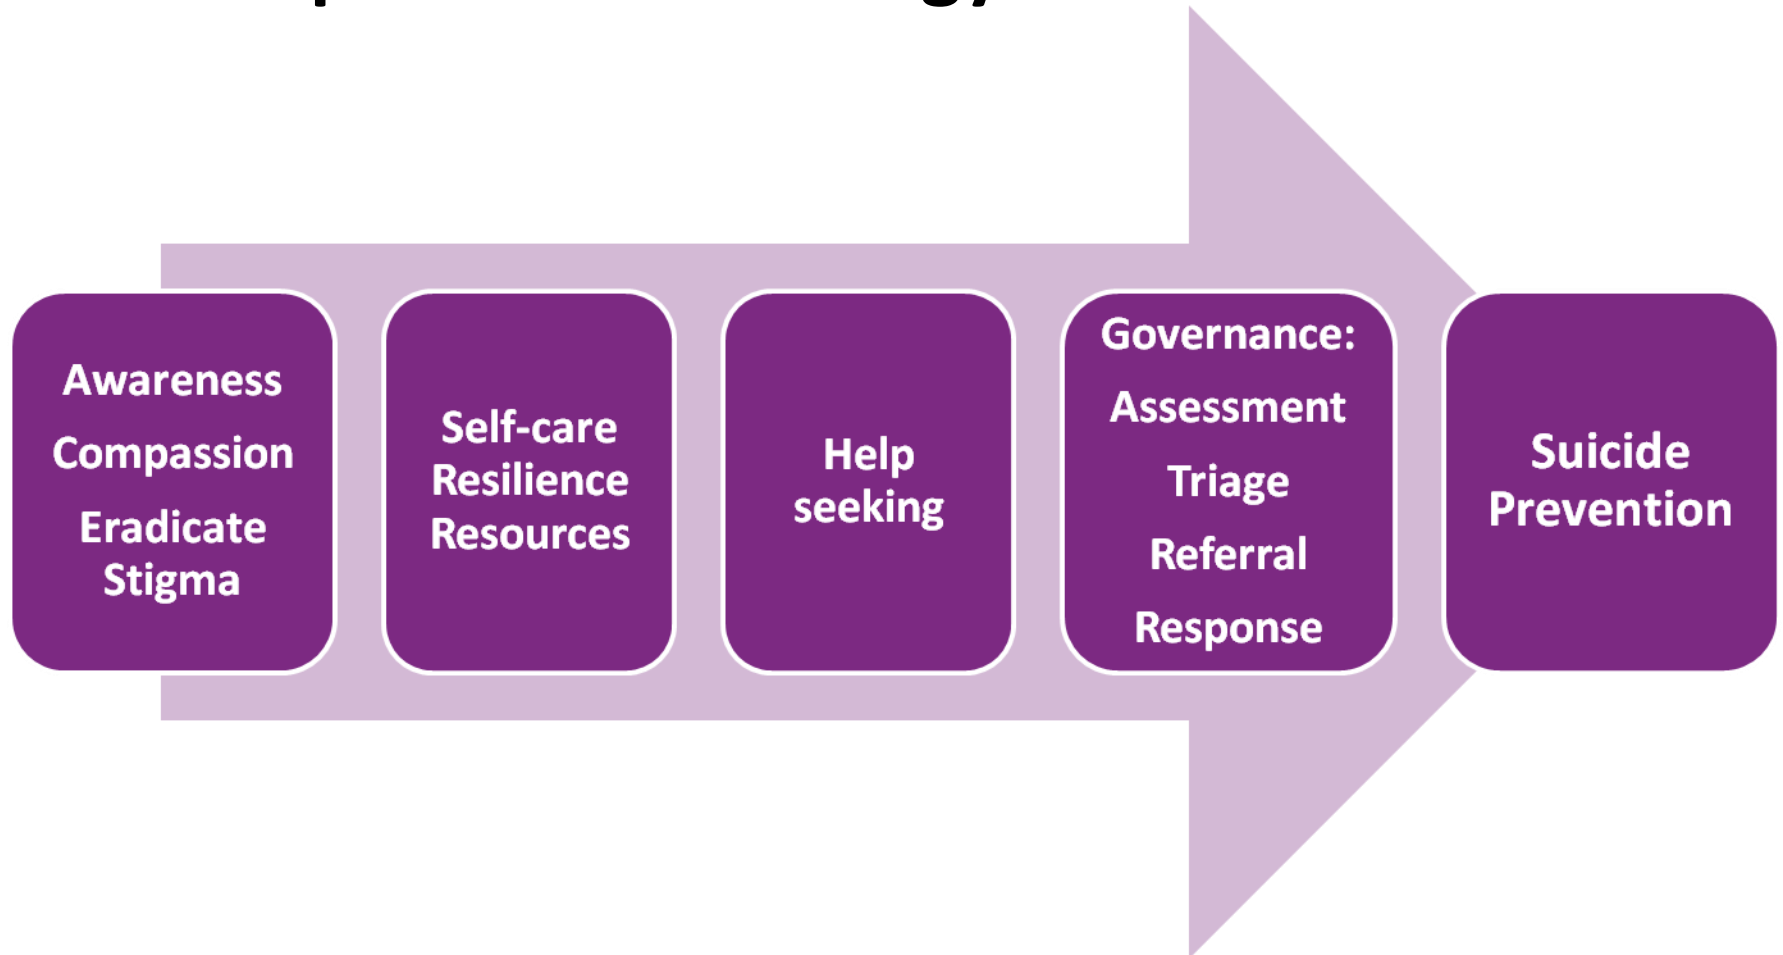 Awareness
Compassion
Eradicate
Stigma
Self-care
Resilience
Resources
Help
seeking
Governance:
Assessment
Triage
Referral
Response
Suicide
Prevention